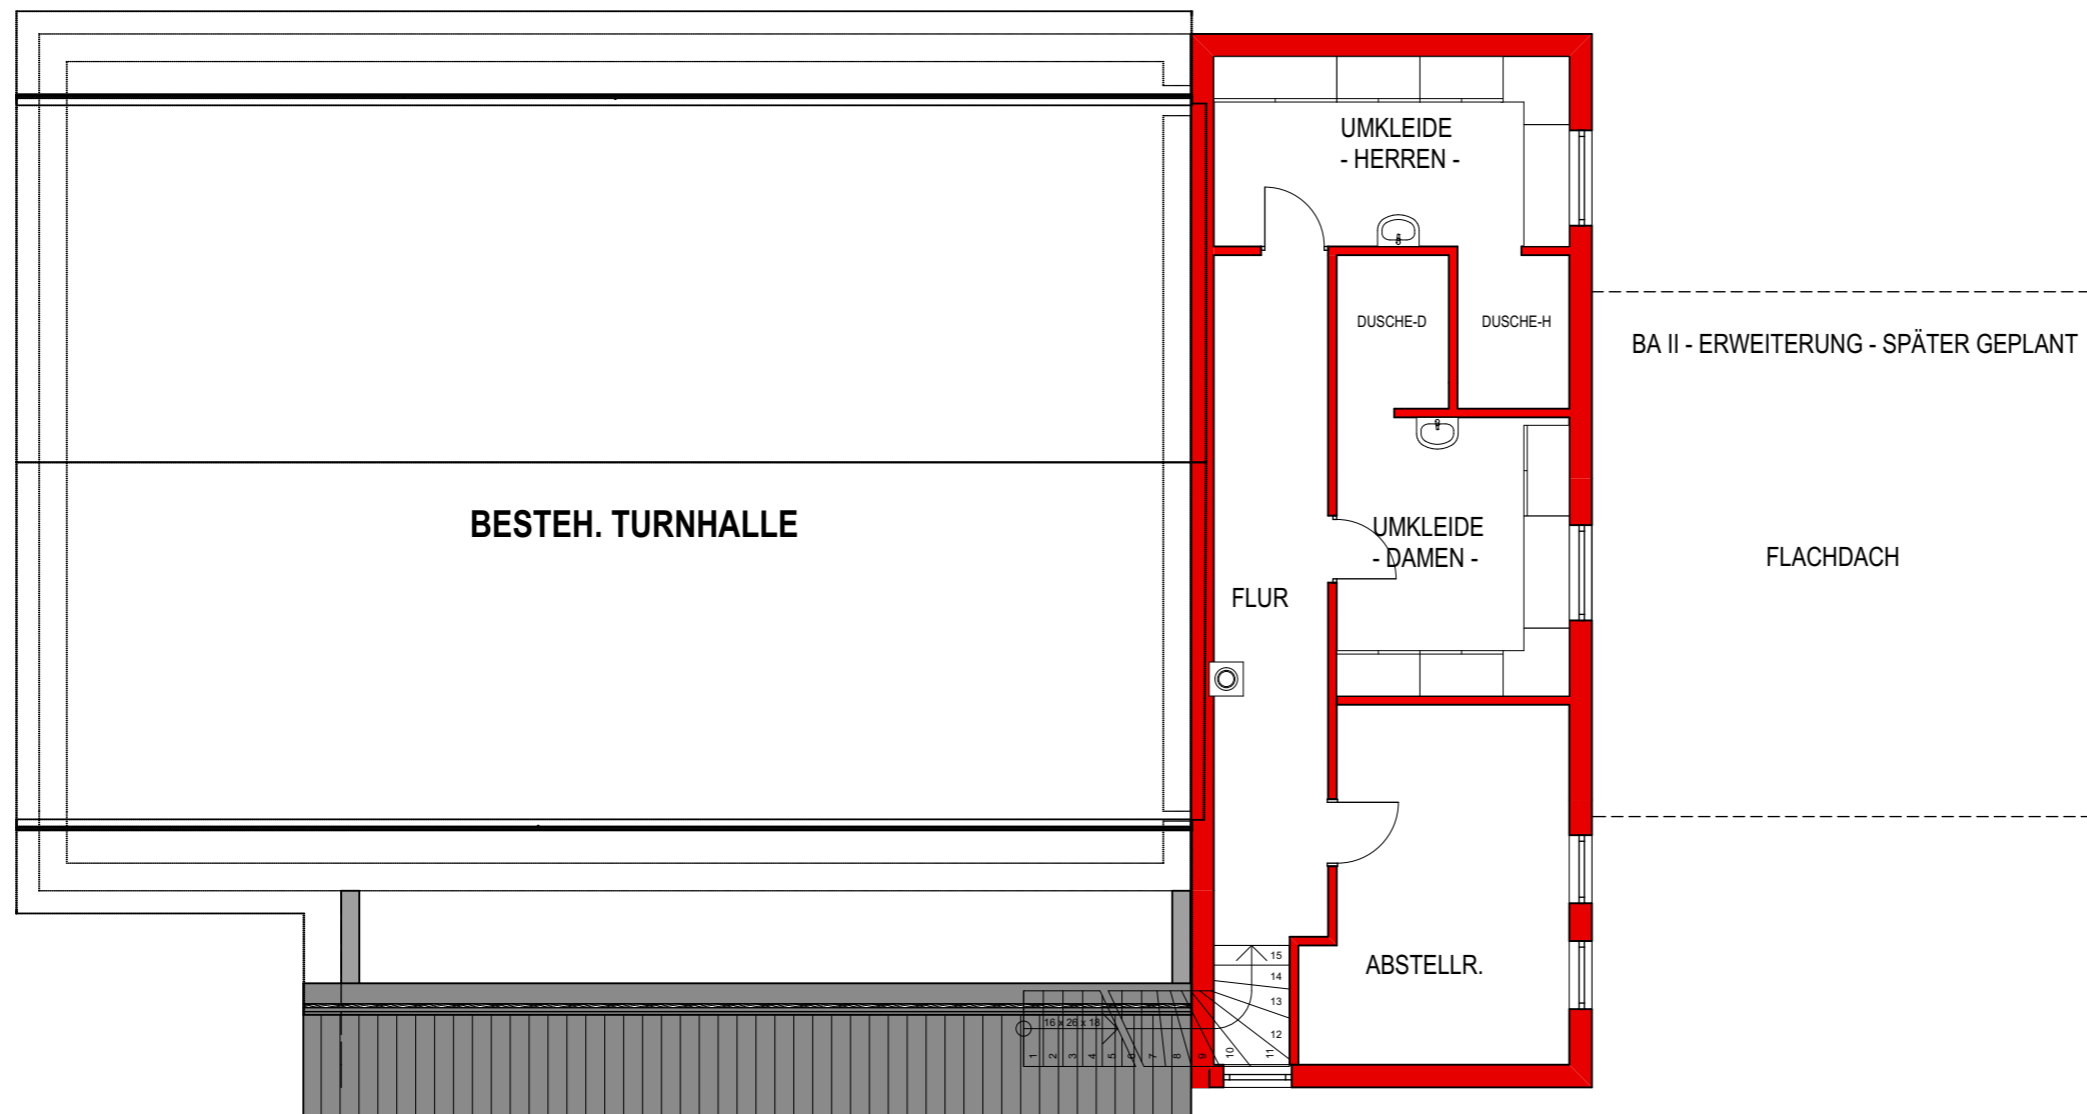 UMKLEIDE
- HERREN -
DUSCHE-D
DUSCHE-H
BA II - ERWEITERUNG - SPÄTER GEPLANT
BESTEH. TURNHALLE
UMKLEIDE
- DAMEN -
FLACHDACH
FLUR
ABSTELLR.
15
14
13
12
11
10
9
8
7
6
5
4
3
2
1
16 x 26 x 18